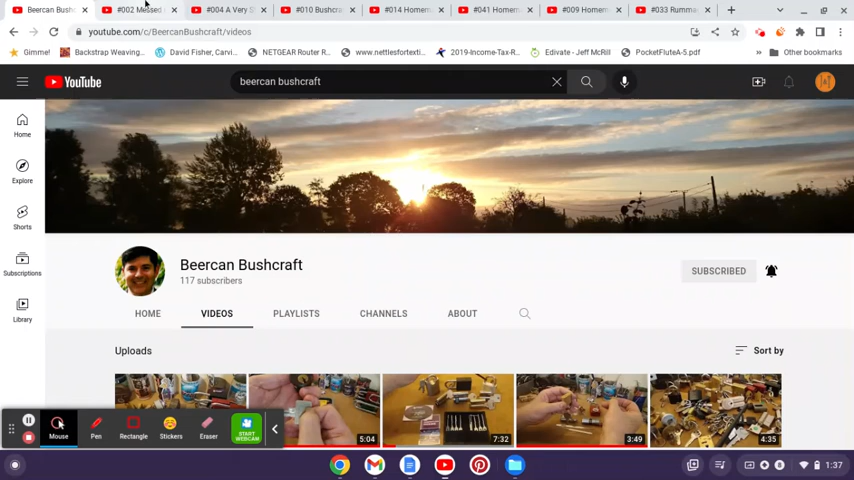 Beercan Bushc
#002 Messed
#004 A Very S
#010 Bushcra
#014 Homem
#041 Homem
#009 Homem
#033 Rumme
youtube.com/c/BeercanBushcraft/videos
Gimme! Backstrap Weaving... David Fisher, Carvi... NETGEAR Router R... www.nettlesfortexti... 2019-Income-Tax-R... Edivate - Jeff McRill PocketFluteA-5.pdf » Other bookmarks
YouTube
beercan bushcraft
Home
Explore
Shorts
Subscriptions
Library
Beercan Bushcraft
117 subscribers
SUBSCRIBED
HOME VIDEOS PLAYLISTS CHANNELS ABOUT
Uploads
Sort by
5:04
7:32
3:49
4:35
Mouse Pen Rectangle Stickers Eraser
START
WEBCAM
1:37